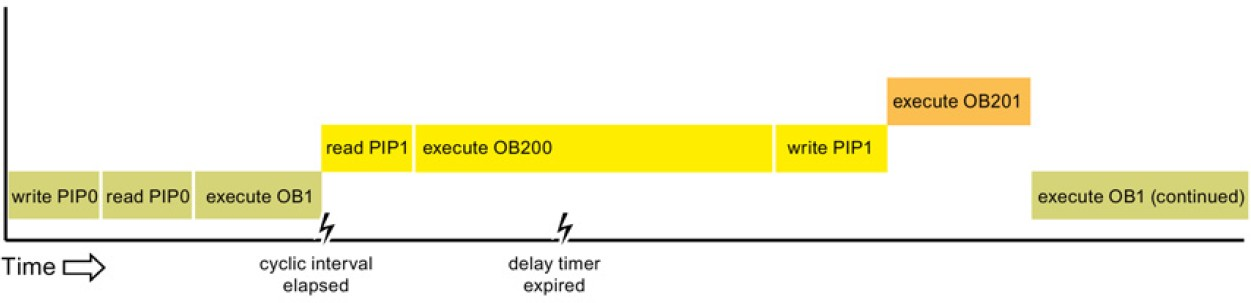 execute OB201
read PIP1
execute OB200
write PIP1
write PIP0
read PIP0
execute OB1
execute OB1 (continued)
Time
cyclic interval
elapsed
delay timer
expired